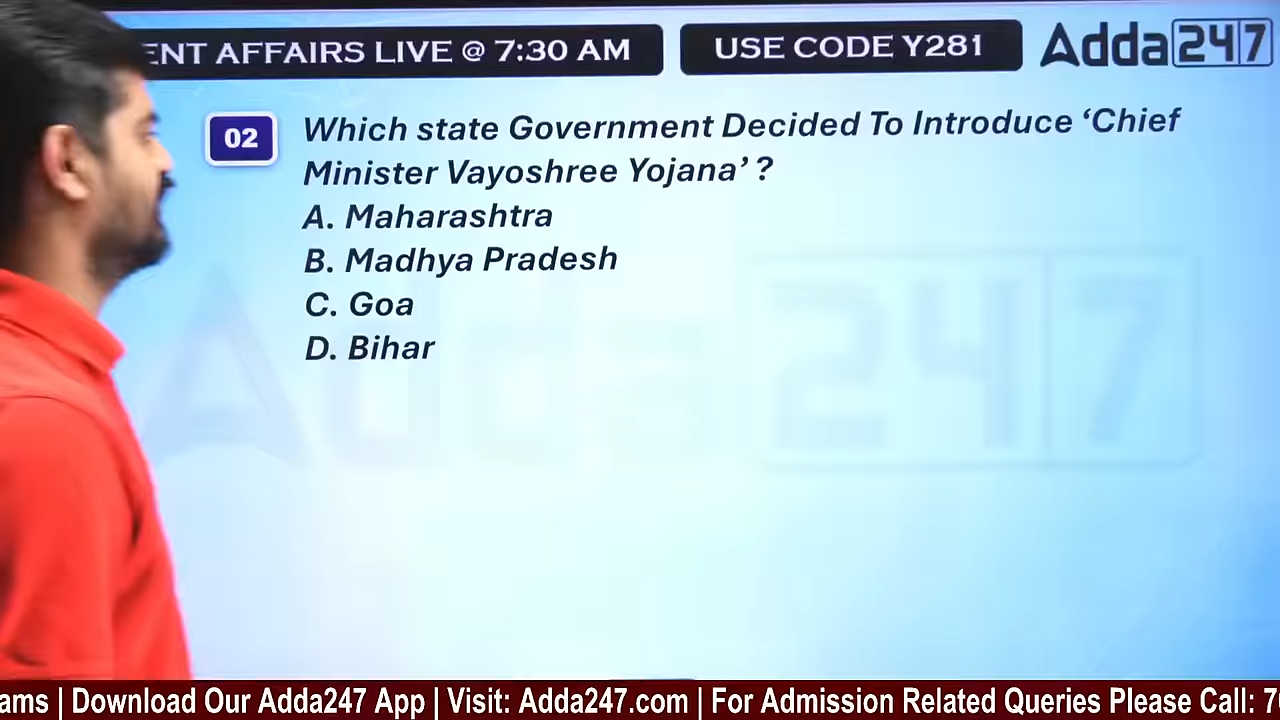 ENT AFFAIRS LIVE @ 7:30 AM
USE CODE Y281
Adda247
02
Which state Government Decided To Introduce ‘Chief
Minister Vayoshree Yojana’ ?
A. Maharashtra
B. Madhya Pradesh
C. Goa
D. Bihar
Adda247
ams | Download Our Adda247 App | Visit: Adda247.com | For Admission Related Queries Please Call: 7